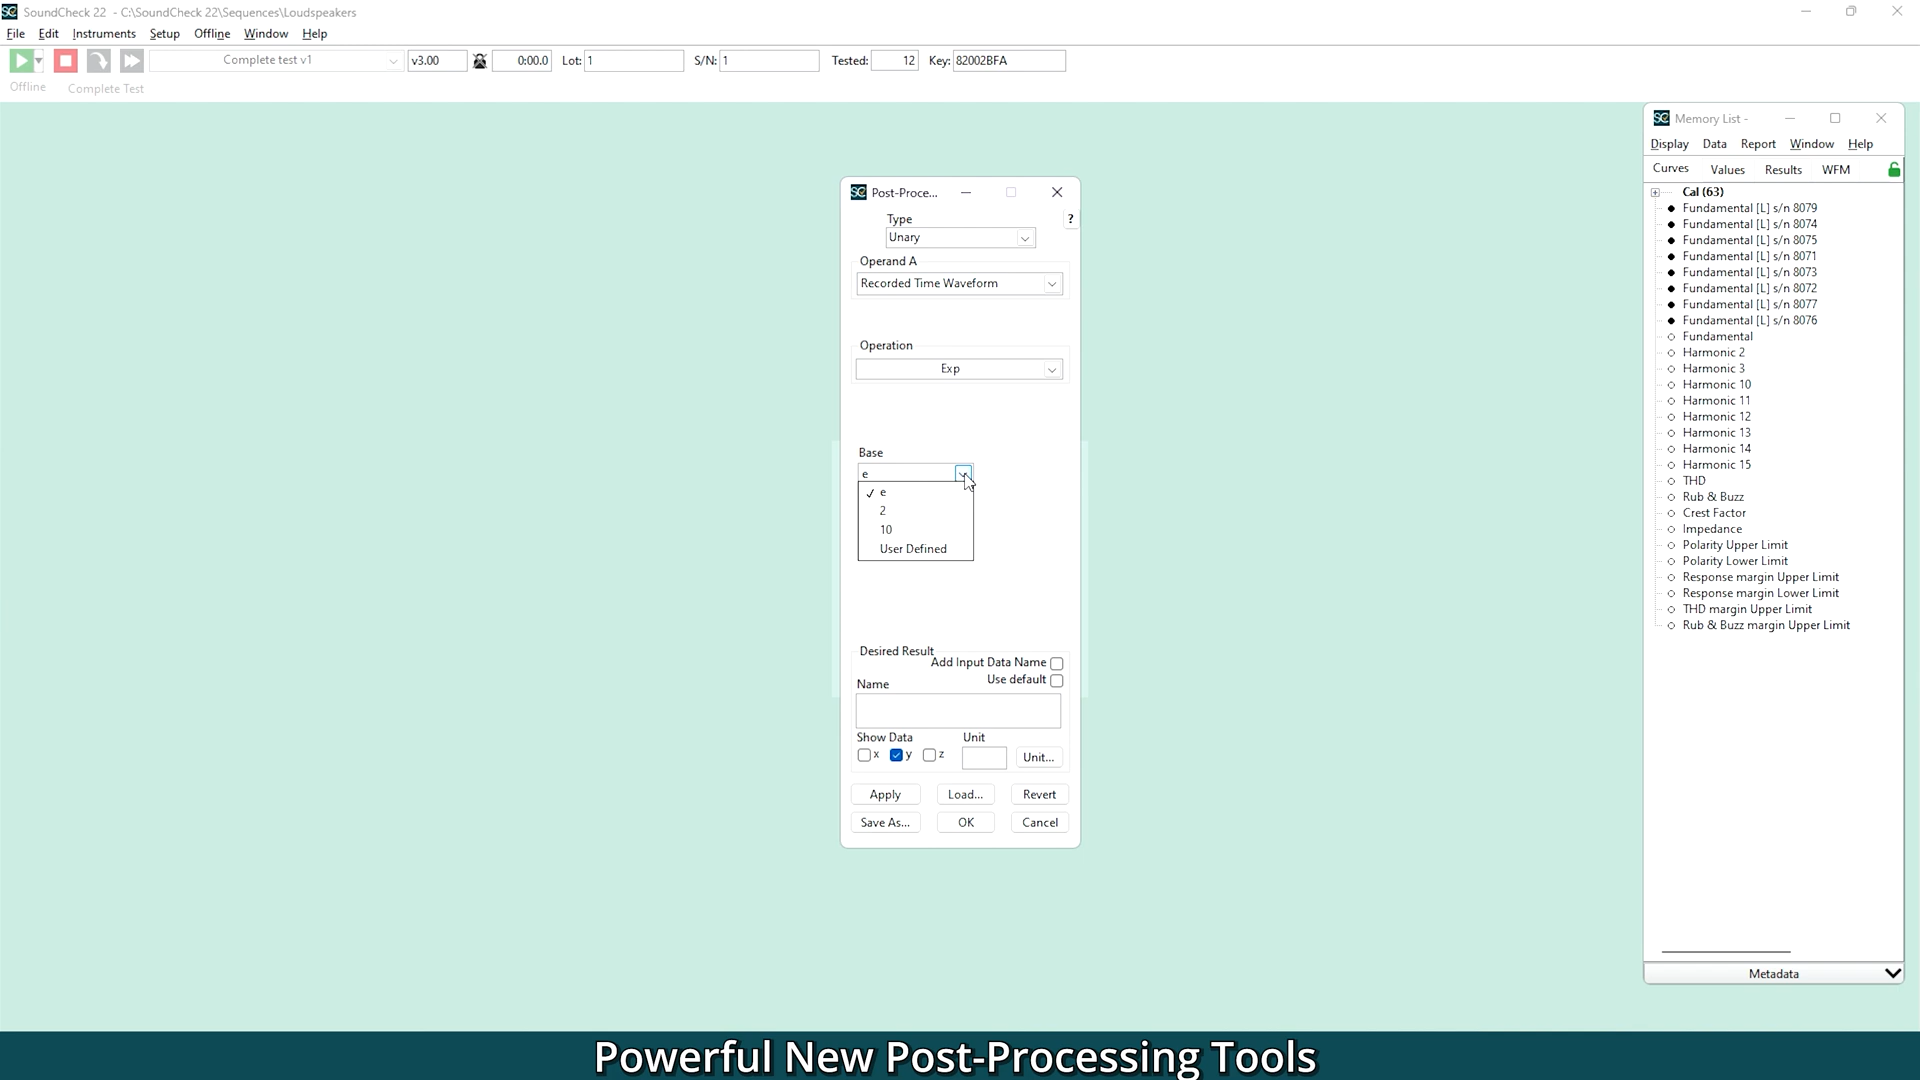 SoundCheck 22 - C:\SoundCheck 22\Sequences\Loudspeakers
File Edit Instruments Setup Offline Window Help
Complete test v1 v3.00 0:00.0 Lot: 1 S/N: 1 Tested: 12 Key: 82002BFA
Offline Complete Test
Post-Proce...
Type
?
Unary
Operand A
Recorded Time Waveform
Operation
Exp
Base
e
✓ e
2
10
User Defined
Desired Result
Add Input Data Name
Use default
Name
Show Data Unit
x y z Unit...
Apply Load... Revert
Save As... OK Cancel
Memory List -
Display Data Report Window Help
Curves Values Results WFM
Cal (63)
Fundamental [L] s/n 8079
Fundamental [L] s/n 8074
Fundamental [L] s/n 8075
Fundamental [L] s/n 8071
Fundamental [L] s/n 8073
Fundamental [L] s/n 8072
Fundamental [L] s/n 8077
Fundamental [L] s/n 8076
Fundamental
Harmonic 2
Harmonic 3
Harmonic 10
Harmonic 11
Harmonic 12
Harmonic 13
Harmonic 14
Harmonic 15
THD
Rub & Buzz
Crest Factor
Impedance
Polarity Upper Limit
Polarity Lower Limit
Response margin Upper Limit
Response margin Lower Limit
THD margin Upper Limit
Rub & Buzz margin Upper Limit
Metadata
Powerful New Post-Processing Tools